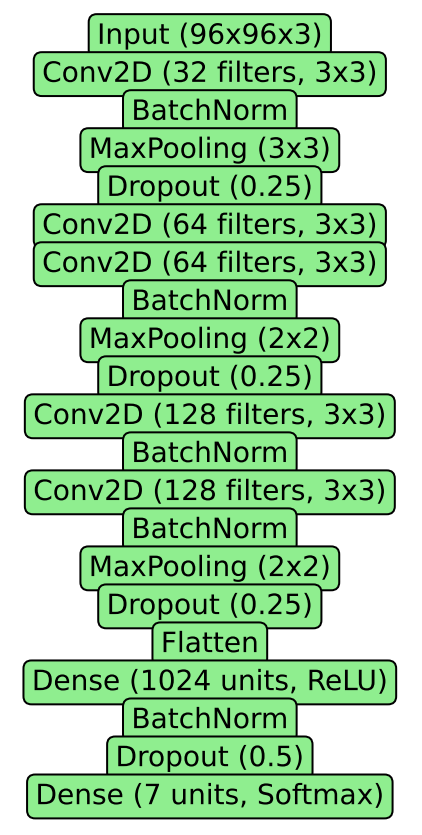 Input (96x96x3)
Conv2D (32 filters, 3x3)
BatchNorm
MaxPooling (3x3)
Dropout (0.25)
Conv2D (64 filters, 3x3)
Conv2D (64 filters, 3x3)
BatchNorm
MaxPooling (2x2)
Dropout (0.25)
Conv2D (128 filters, 3x3)
BatchNorm
Conv2D (128 filters, 3x3)
BatchNorm
MaxPooling (2x2)
Dropout (0.25)
Flatten
Dense (1024 units, ReLU)
BatchNorm
Dropout (0.5)
Dense (7 units, Softmax)